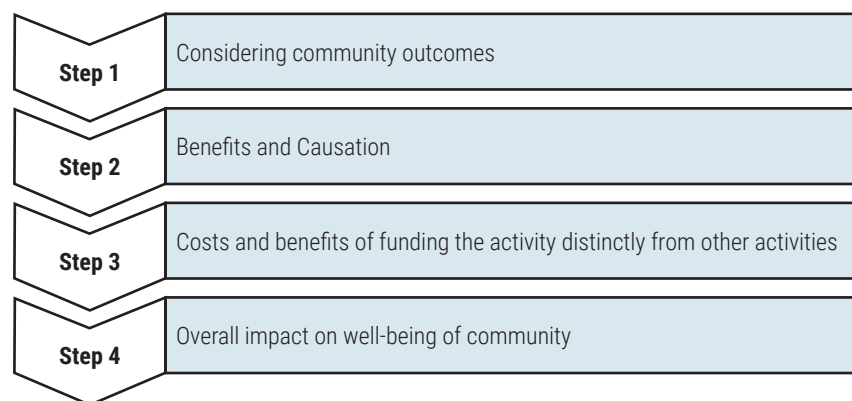 Step 1
Considering community outcomes
Step 2
Benefits and Causation
Step 3
Costs and benefits of funding the activity distinctly from other activities
Step 4
Overall impact on well-being of community